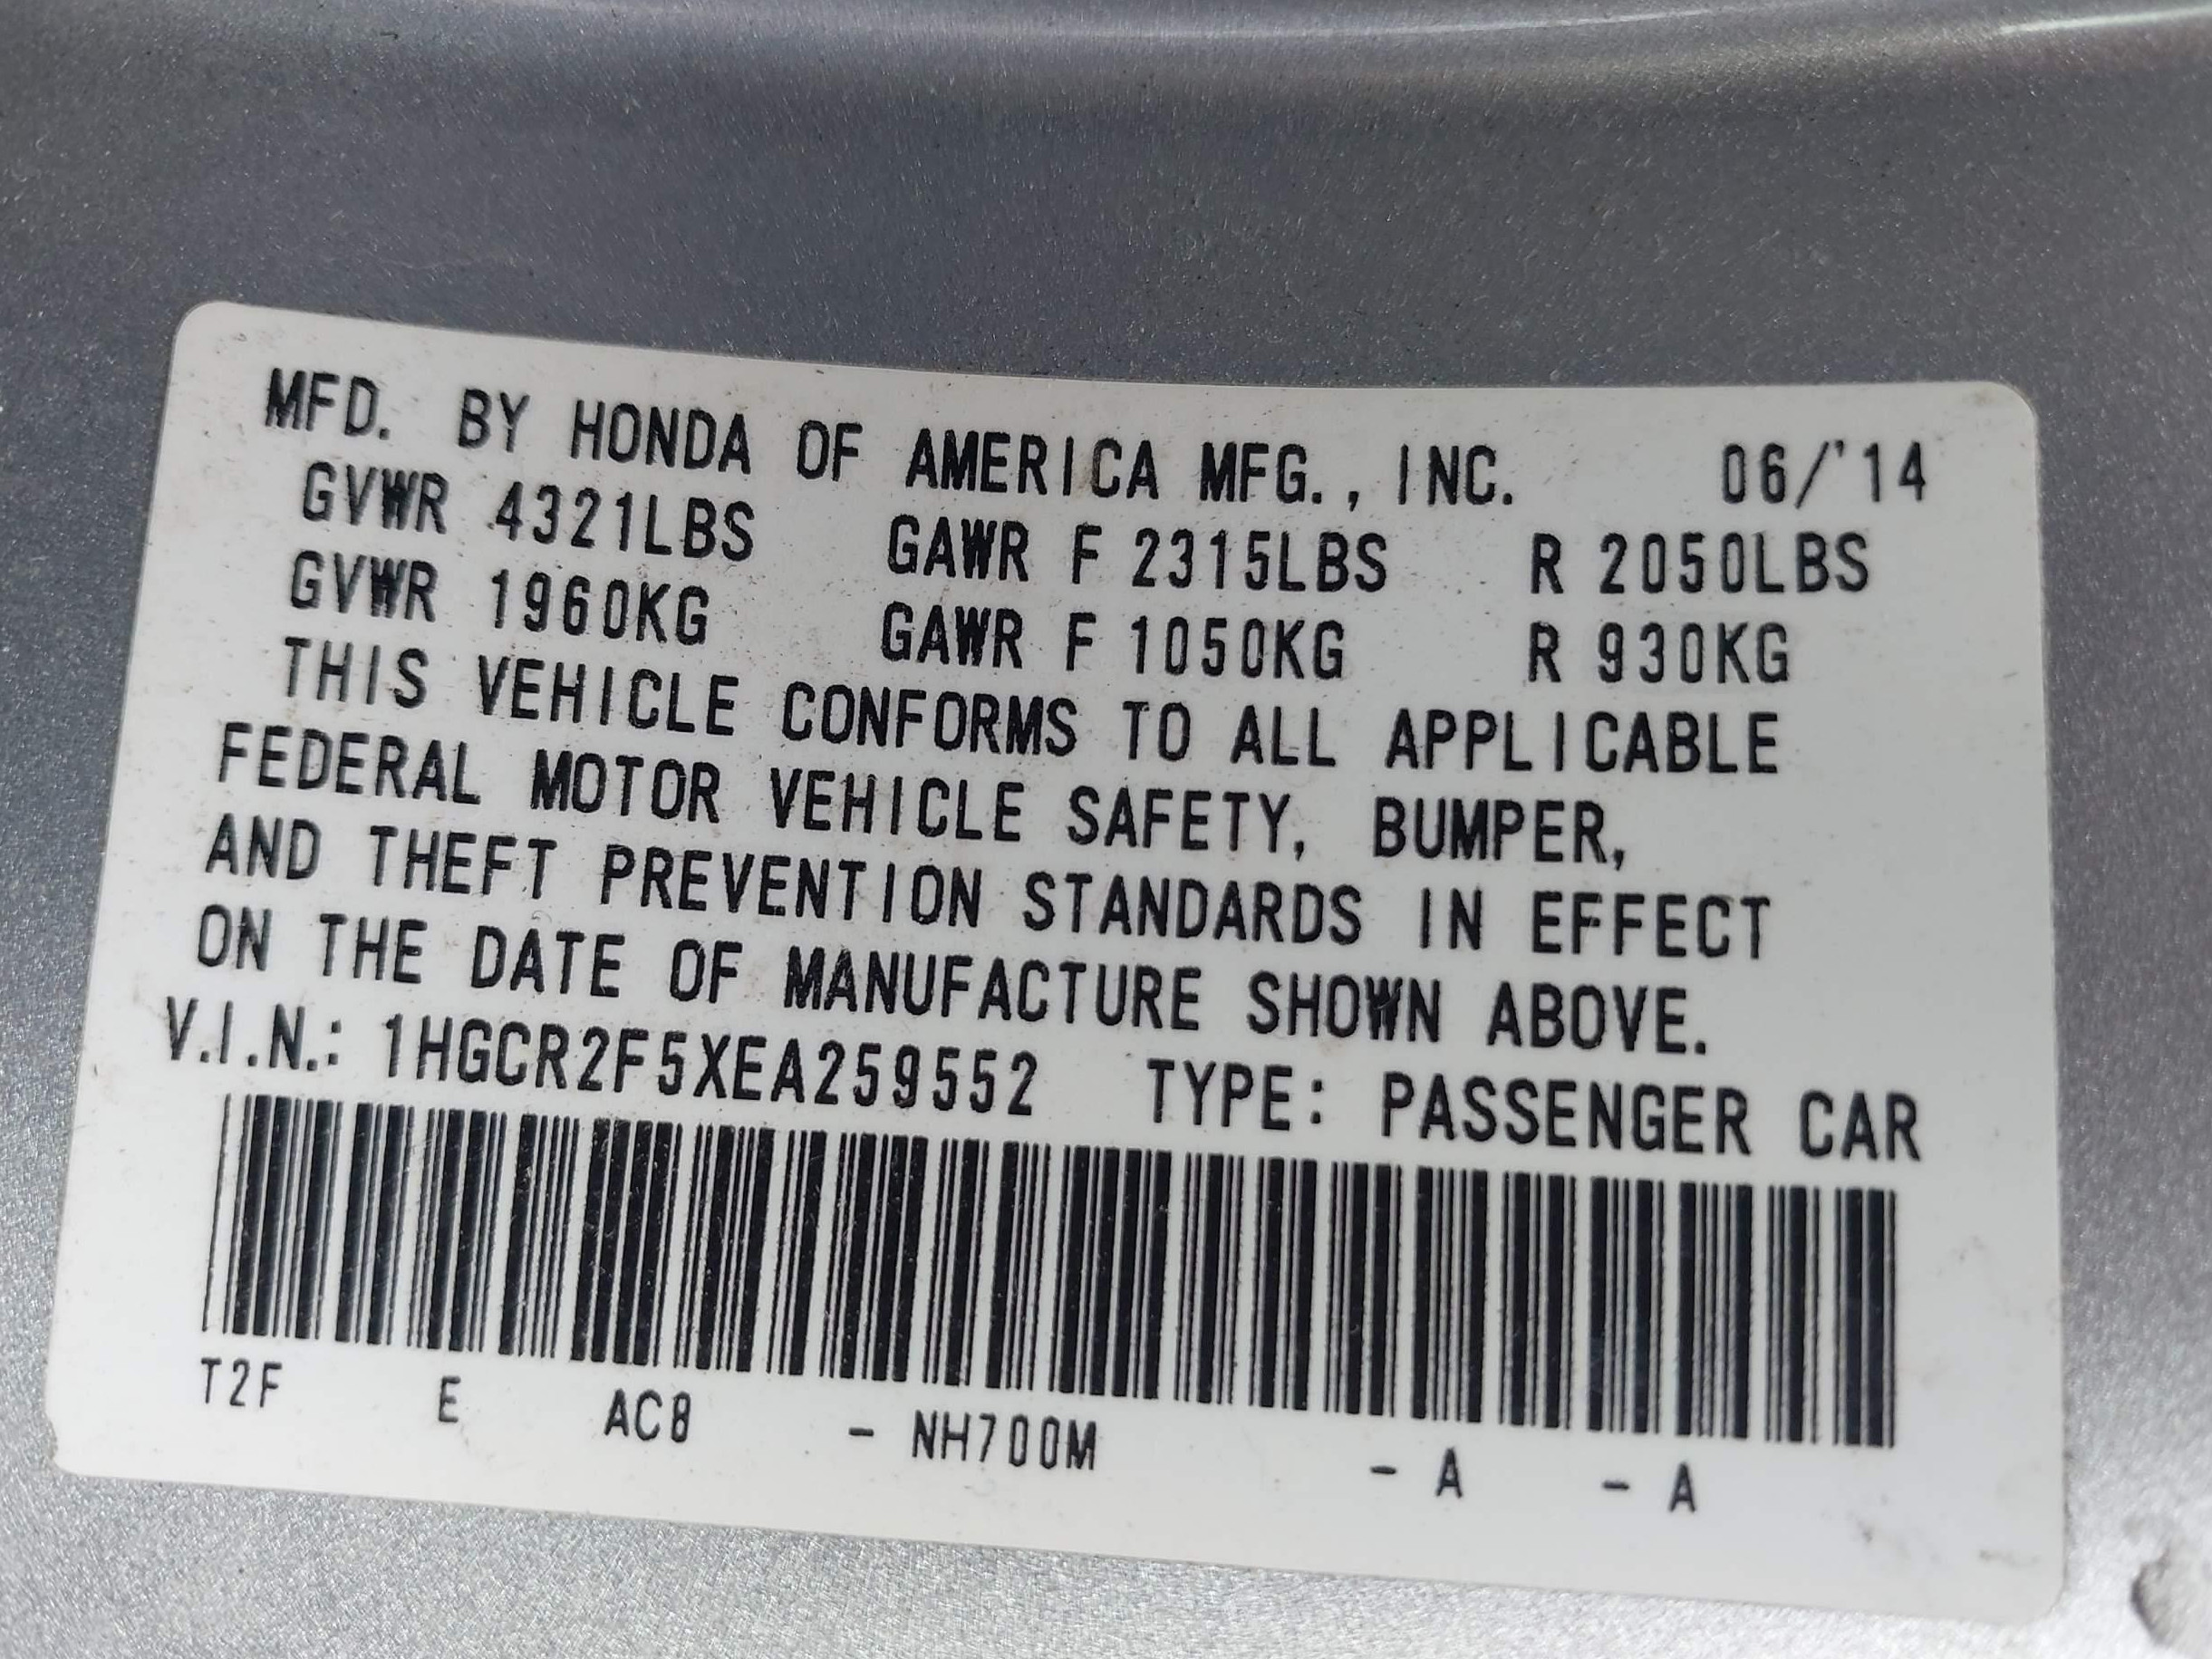 MFD. BY HONDA OF AMERICA MFG., INC. 06/'14
GVWR 4321LBS GAWR F 2315LBS R 2050LBS
GVWR 1960KG GAWR F 1050KG R 930KG
THIS VEHICLE CONFORMS TO ALL APPLICABLE
FEDERAL MOTOR VEHICLE SAFETY, BUMPER,
AND THEFT PREVENTION STANDARDS IN EFFECT
ON THE DATE OF MANUFACTURE SHOWN ABOVE.
V.I.N.: 1HGCR2F5XEA259552 TYPE: PASSENGER CAR
T2F E AC8 - NH700M - A - A